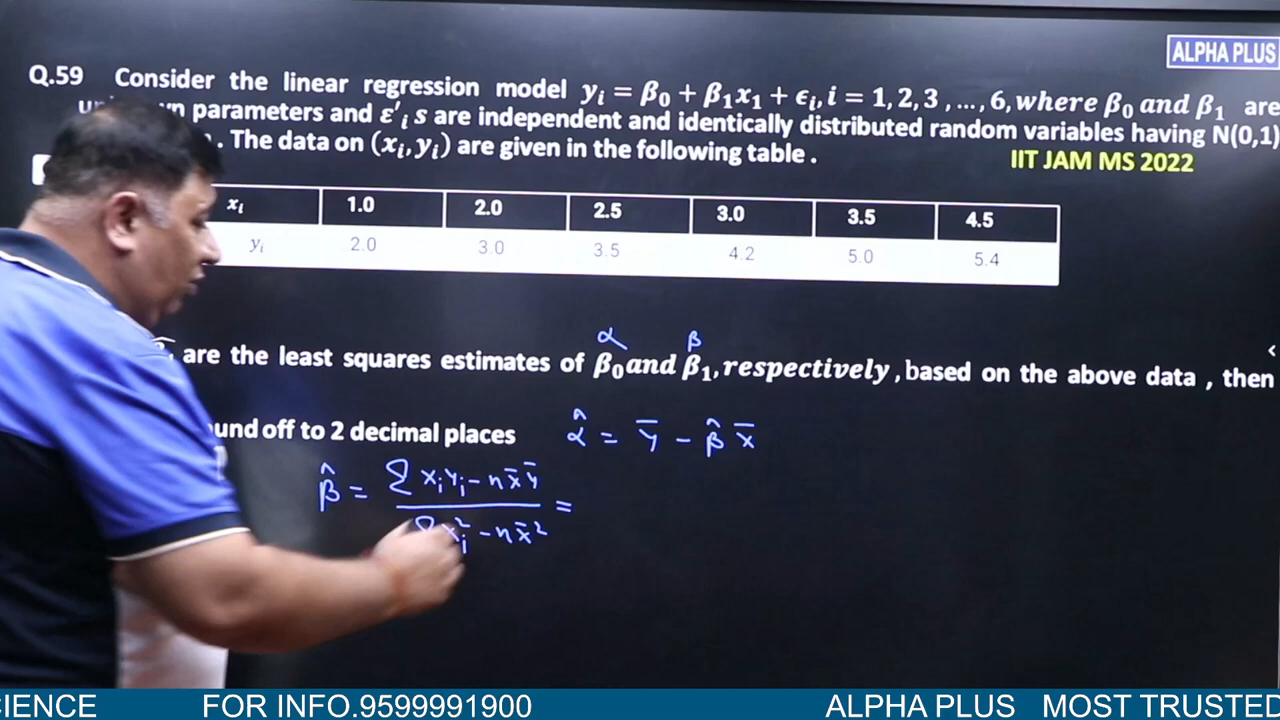 ALPHA PLUS
Q.59 Consider the linear regression model yᵢ = β₀ + β₁x₁ + ϵᵢ, i = 1, 2, 3 , ..., 6, where β₀ and β₁ are
parameters and ε′ᵢ s are independent and identically distributed random variables having N(0,1)
. The data on (xᵢ, yᵢ) are given in the following table .
IIT JAM MS 2022
xᵢ 1.0 2.0 2.5 3.0 3.5 4.5
yᵢ 2.0 3.0 3.5 4.2 5.0 5.4
α β
are the least squares estimates of β₀and β₁, respectively , based on the above data , then
off to 2 decimal places
α̂ = ȳ - β̂ x̄
β̂ = Σxᵢyᵢ - nx̄ȳ / Σxᵢ² - nx̄² =
FOR INFO.9599991900 ALPHA PLUS MOST TRUSTED